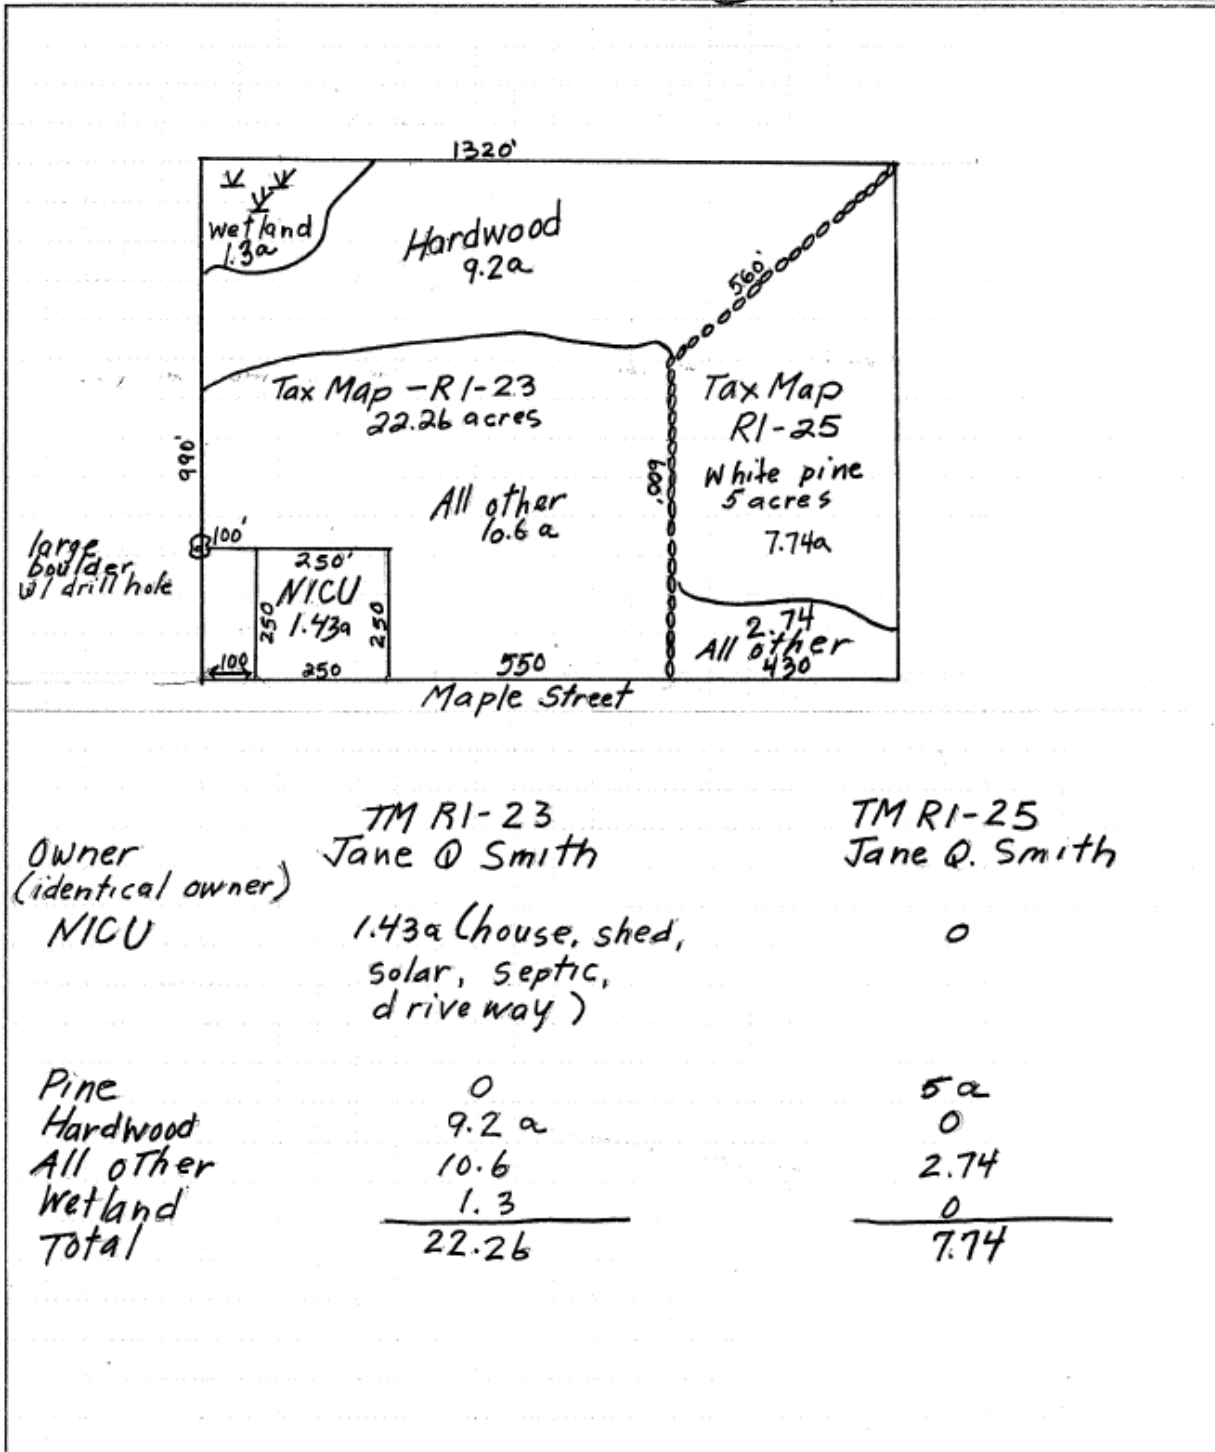 1320'
wetland
1.3a
Hardwood
9.2a
560'
Tax Map - R1-23
22.26 acres
Tax Map
R1-25
White pine
5 acres
7.74a
990'
600'
All other
10.6 a
large
boulder
w/ drill hole
100'
250'
NICU
1.43a
250
250
100
250
550
2.74
All other
430
Maple Street
TM R1-23 TM R1-25
Owner Jane Q Smith Jane Q. Smith
(identical owner)
NICU 1.43a (house, shed, 0
solar, septic,
driveway)
Pine 0 5 a
Hardwood 9.2 a 0
All other 10.6 2.74
Wetland 1.3 0
Total 22.26 7.74